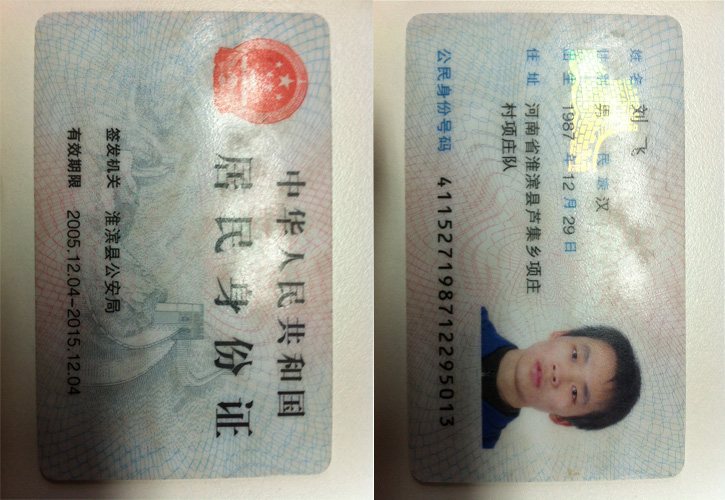 中华人民共和国
居民身份证
签发机关 淮滨县公安局
有效期限 2005.12.04-2015.12.04
姓名 刘飞
性别 男 民族 汉
出生 1987 年 12 月 29 日
住址 河南省淮滨县芦集乡项庄
村项庄队
公民身份号码 411527198712295013